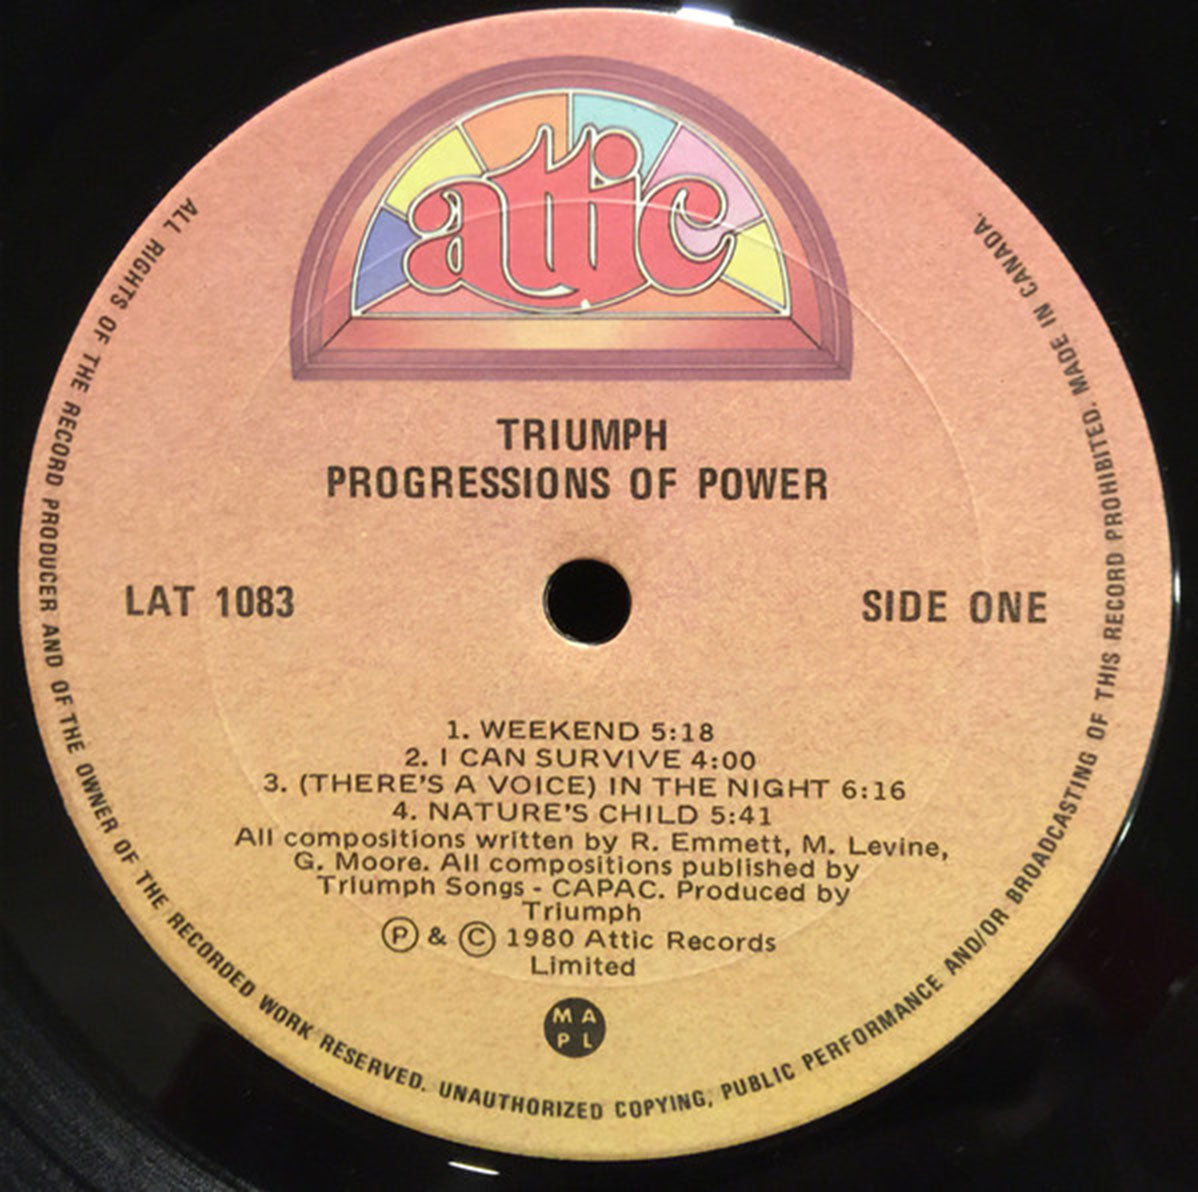 attic
TRIUMPH
PROGRESSIONS OF POWER
LAT 1083
SIDE ONE
1. WEEKEND 5:18
2. I CAN SURVIVE 4:00
3. (THERE'S A VOICE) IN THE NIGHT 6:16
4. NATURE'S CHILD 5:41
All compositions written by R. Emmett, M. Levine,
G. Moore. All compositions published by
Triumph Songs - CAPAC. Produced by
Triumph
Ⓟ & © 1980 Attic Records
Limited
M A
P L
ALL RIGHTS OF THE RECORD PRODUCER AND OF THE OWNER OF THE RECORDED WORK RESERVED. UNAUTHORIZED COPYING, PUBLIC PERFORMANCE AND/OR BROADCASTING OF THIS RECORD PROHIBITED. MADE IN CANADA.